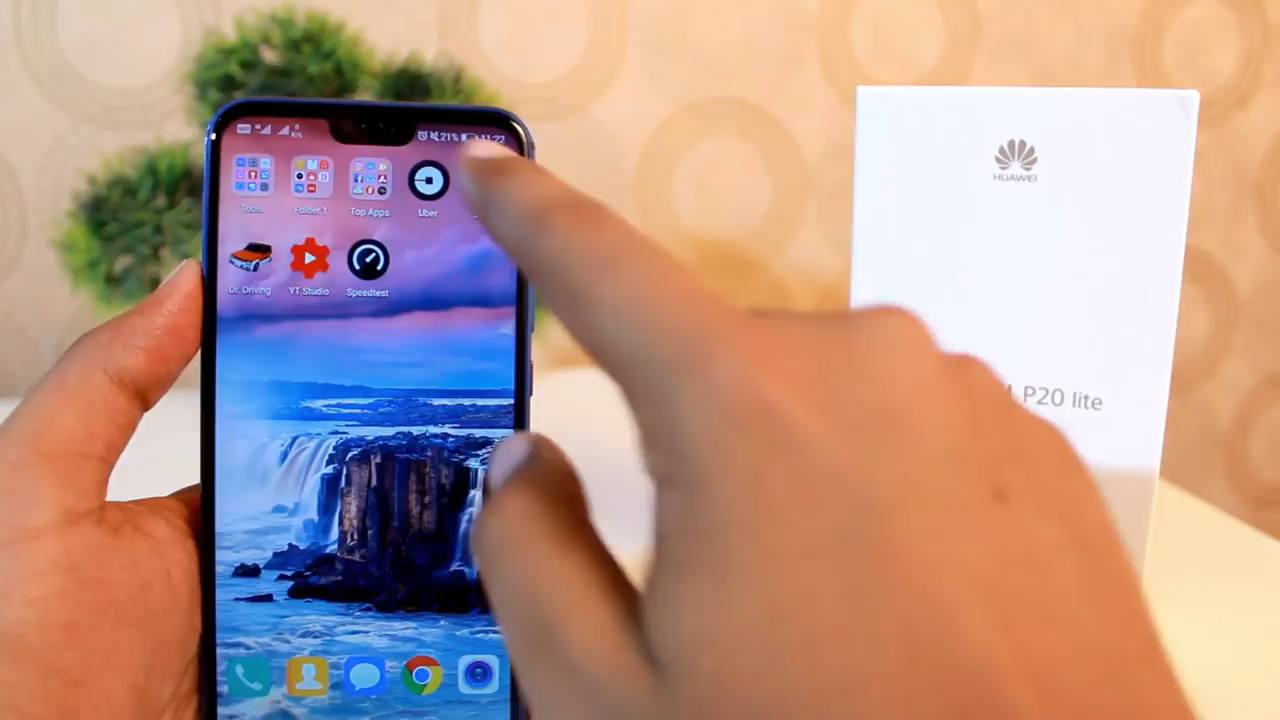 21% 11:22
Tools Folder 1 Top Apps Uber
Dr. Driving YT Studio Speedtest
HUAWEI
P20 lite